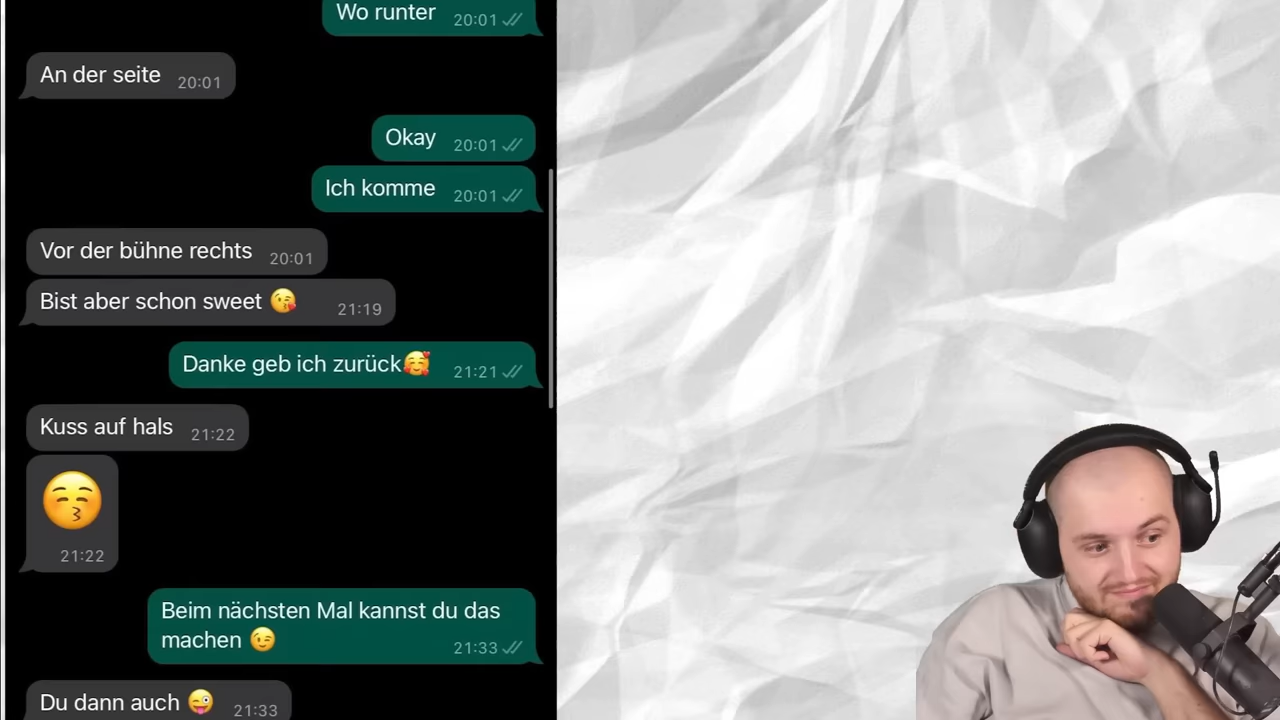 Wo runter 20:01
An der seite 20:01
Okay 20:01
Ich komme 20:01
Vor der bühne rechts 20:01
Bist aber schon sweet 😘 21:19
Danke geb ich zurück🥰 21:21
Kuss auf hals 21:22
😚
21:22
Beim nächsten Mal kannst du das
machen 😉 21:33
Du dann auch 😜 21:33